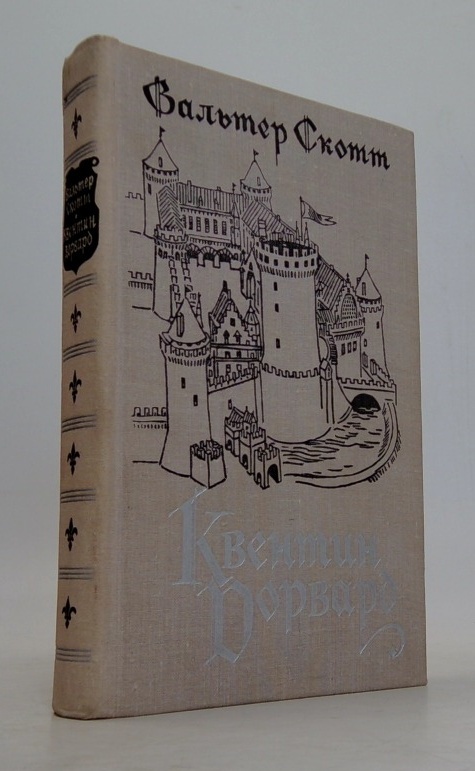 Вальтер Скотт
Квентин
Дорвард
Вальтер
Скотт
Квентин
Дорвард